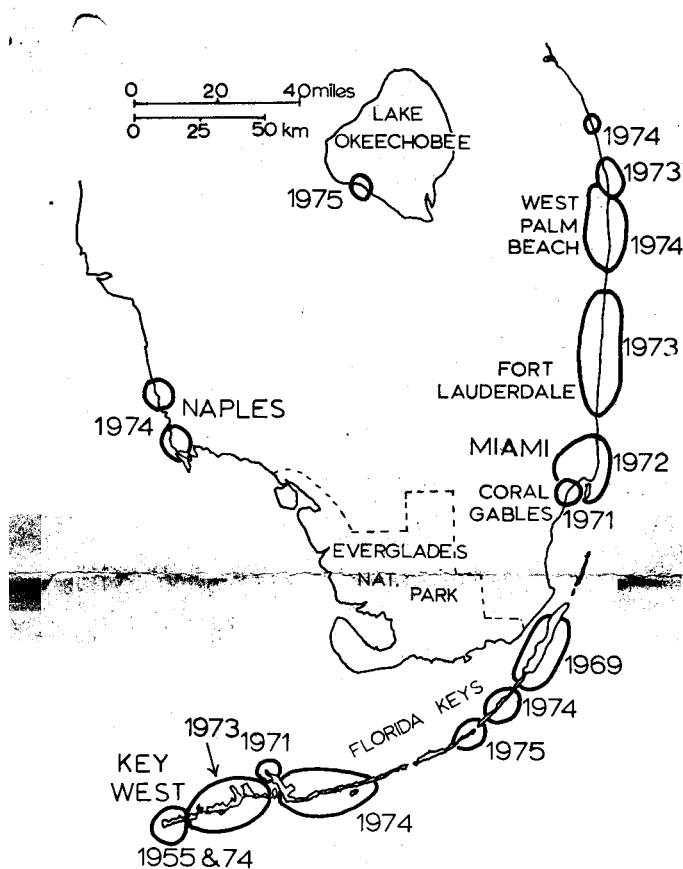 0 20 40 miles
0 25 50 km
LAKE
OKEECHOBEE
1975
1974
1973
WEST
PALM
BEACH
1974
1973
FORT
LAUDERDALE
NAPLES
1974
MIAMI
1972
CORAL
GABLES
1971
EVERGLADES
NAT. PARK
1969
FLORIDA KEYS
1974
1975
1973
1971
KEY
WEST
1974
1955 & 74